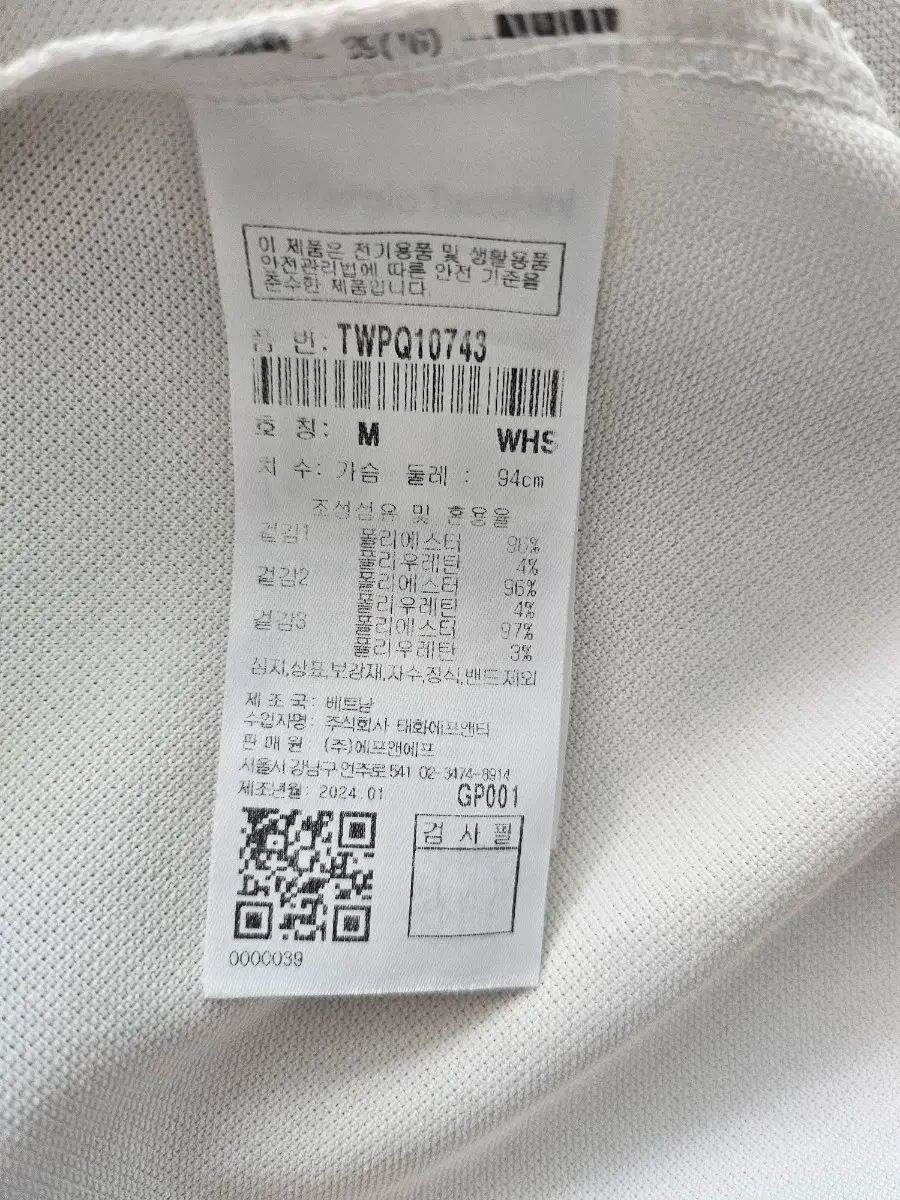 Sergio Tacchini
이 제품은 전기용품 및 생활용품
안전관리법에 따른 안전 기준을
준수한 제품입니다
품 번: TWPQ10743
호 칭: M WHS
치 수: 가슴 둘레 : 94cm
조성섬유 및 혼용율
겉감1 폴리에스터 96%
폴리우레탄 4%
겉감2 폴리에스터 96%
폴리우레탄 4%
겉감3 폴리에스터 97%
폴리우레탄 3%
심지,상표,보강재,자수,장식,밴드제외
제 조 국: 베트남
수입자명: 주식회사 태화에프앤티
판 매 원: (주)에프앤에프
서울시 강남구 언주로 541 02-3474-8914
제조년월: 2024.01 GP001
검 사 필
0000039